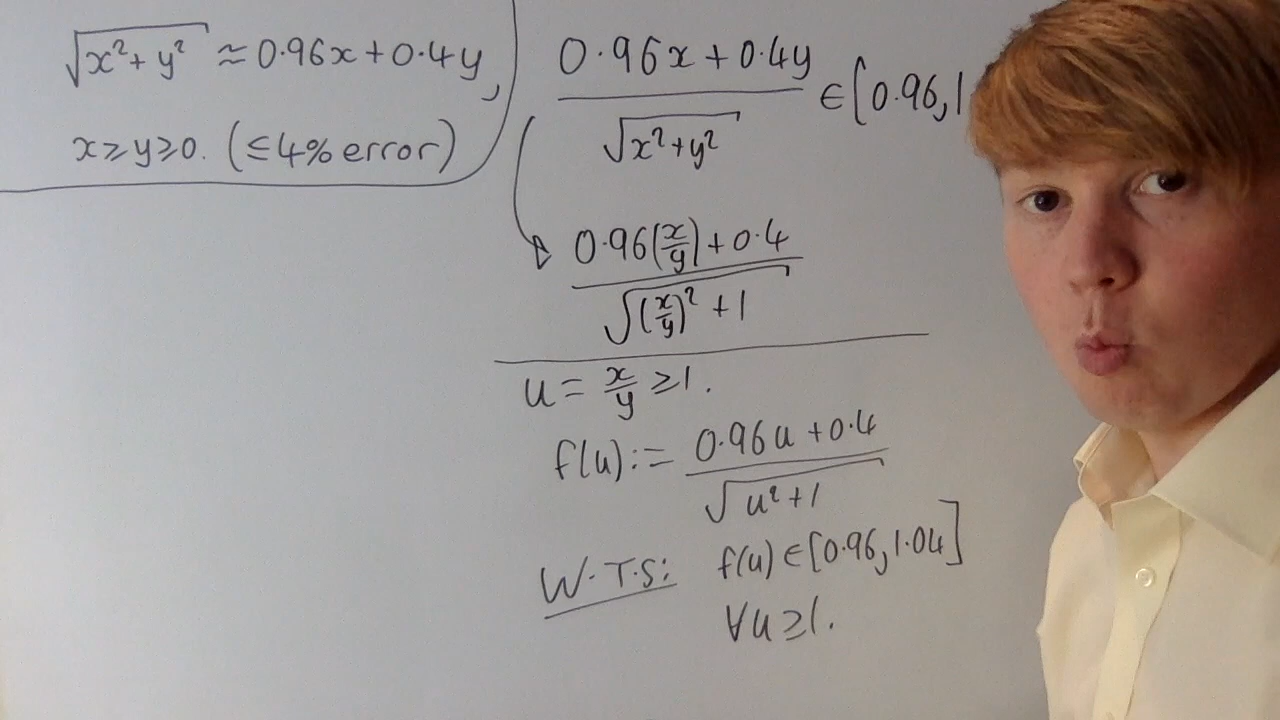 √(x²+y²) ≈ 0.96x+0.4y,
x≥y≥0. (≤4% error)
(0.96x+0.4y)/√(x²+y²) ∈ [0.96,1
(0.96(x/y)+0.4)/√((x/y)²+1)
u = x/y ≥1.
f(u):= (0.96u+0.4)/√(u²+1)
W.T.S: f(u)∈[0.96,1.04]
∀u≥1.